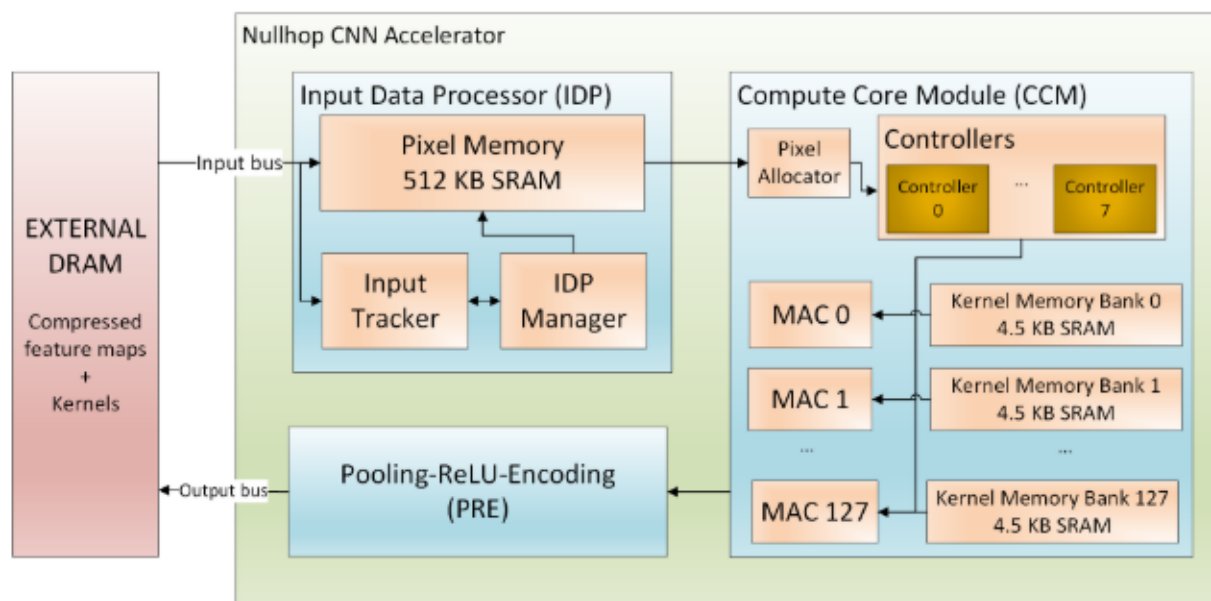 Nullhop CNN Accelerator
EXTERNAL
DRAM
Compressed
feature maps
+
Kernels
Input bus
Output bus
Input Data Processor (IDP)
Pixel Memory
512 KB SRAM
Input
Tracker
IDP
Manager
Pooling-ReLU-Encoding
(PRE)
Compute Core Module (CCM)
Pixel
Allocator
Controllers
Controller
0
...
Controller
7
MAC 0
Kernel Memory Bank 0
4.5 KB SRAM
MAC 1
Kernel Memory Bank 1
4.5 KB SRAM
...
...
MAC 127
Kernel Memory Bank 127
4.5 KB SRAM